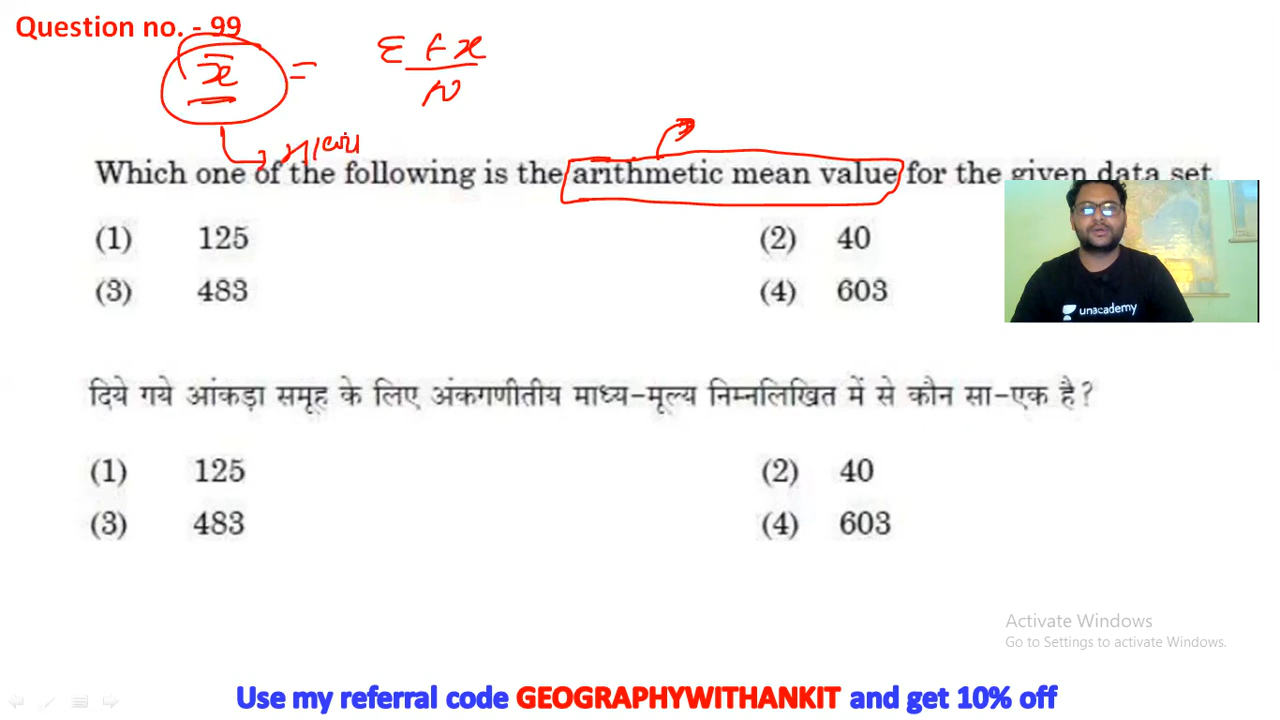 Question no. - 99
x̄ = Σfx
N
माध्य
Which one of the following is the arithmetic mean value for the given data set
(1) 125 (2) 40
(3) 483 (4) 603
unacademy
दिये गये आंकड़ा समूह के लिए अंकगणीतीय माध्य-मूल्य निम्नलिखित में से कौन सा-एक है?
(1) 125 (2) 40
(3) 483 (4) 603
Activate Windows
Go to Settings to activate Windows.
Use my referral code GEOGRAPHYWITHANKIT and get 10% off